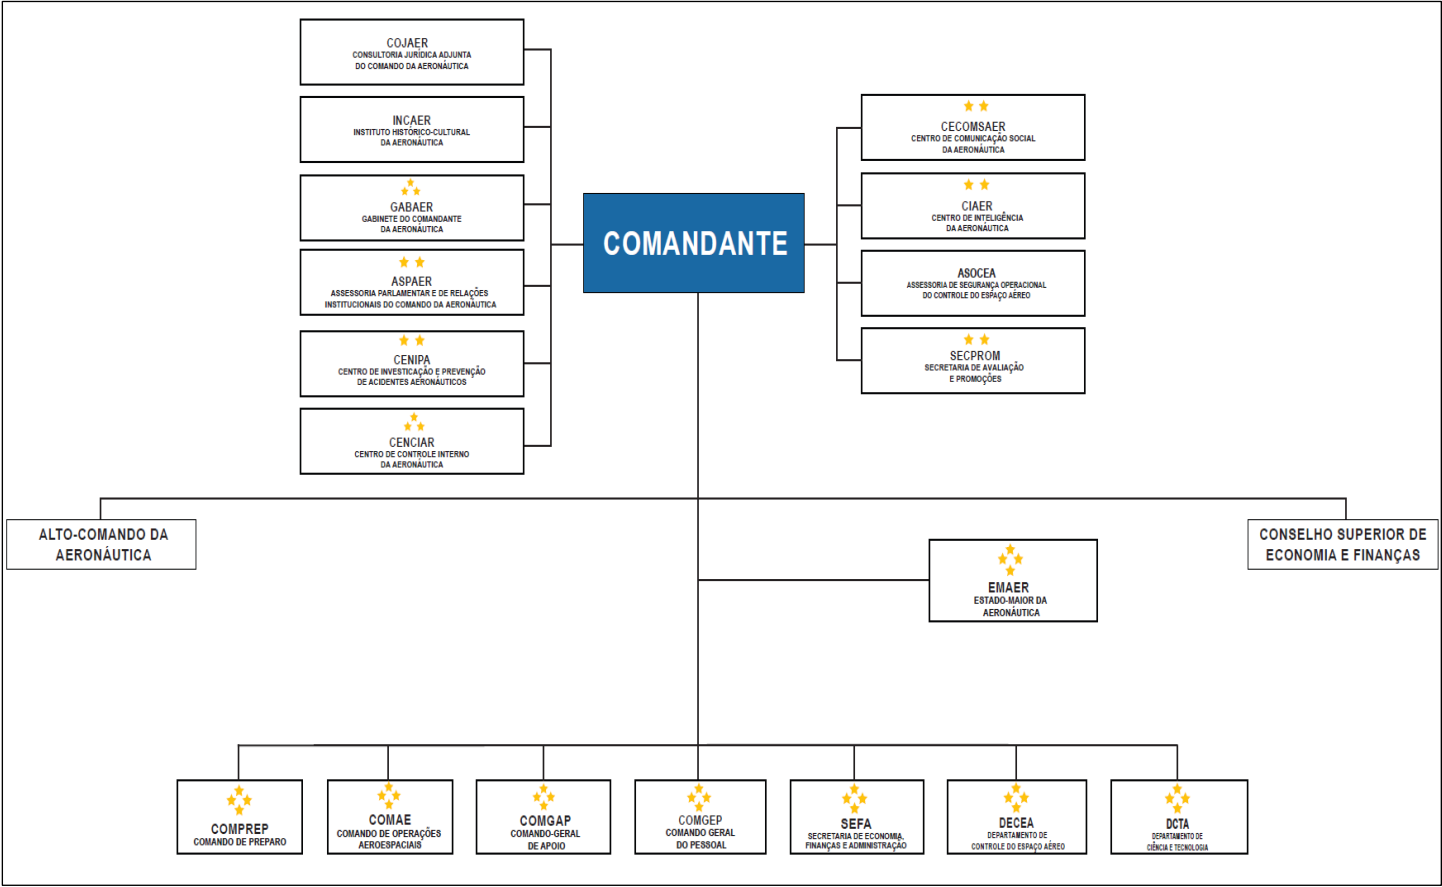 COJAER
CONSULTORIA JURÍDICA ADJUNTA
DO COMANDO DA AERONÁUTICA
INCAER
INSTITUTO HISTÓRICO-CULTURAL
DA AERONÁUTICA
GABAER
GABINETE DO COMANDANTE
DA AERONÁUTICA
ASPAER
ASSESSORIA PARLAMENTAR E DE RELAÇÕES
INSTITUCIONAIS DO COMANDO DA AERONÁUTICA
CENIPA
CENTRO DE INVESTICAÇÃO E PREVENÇÃO
DE ACIDENTES AERONÁUTICOS
CENCIAR
CENTRO DE CONTROLE INTERNO
DA AERONÁUTICA
COMANDANTE
CECOMSAER
CENTRO DE COMUNICAÇÃO SOCIAL
DA AERONÁUTICA
CIAER
CENTRO DE INTELIGÊNCIA
DA AERONÁUTICA
ASOCEA
ASSESSORIA DE SEGURANÇA OPERACIONAL
DO CONTROLE DO ESPAÇO AÉREO
SECPROM
SECRETARIA DE AVALIAÇÃO
E PROMOÇÕES
ALTO-COMANDO DA
AERONÁUTICA
CONSELHO SUPERIOR DE
ECONOMIA E FINANÇAS
EMAER
ESTADO-MAIOR DA
AERONÁUTICA
COMPREP
COMANDO DE PREPARO
COMAE
COMANDO DE OPERAÇÕES
AEROESPACIAIS
COMGAP
COMANDO-GERAL
DE APOIO
COMGEP
COMANDO GERAL
DO PESSOAL
SEFA
SECRETARIA DE ECONOMIA,
FINANÇAS E ADMINISTRAÇÃO
DECEA
DEPARTAMENTO DE
CONTROLE DO ESPAÇO AÉREO
DCTA
DEPARTAMENTO DE
CIÊNCIA E TECNOLOGIA